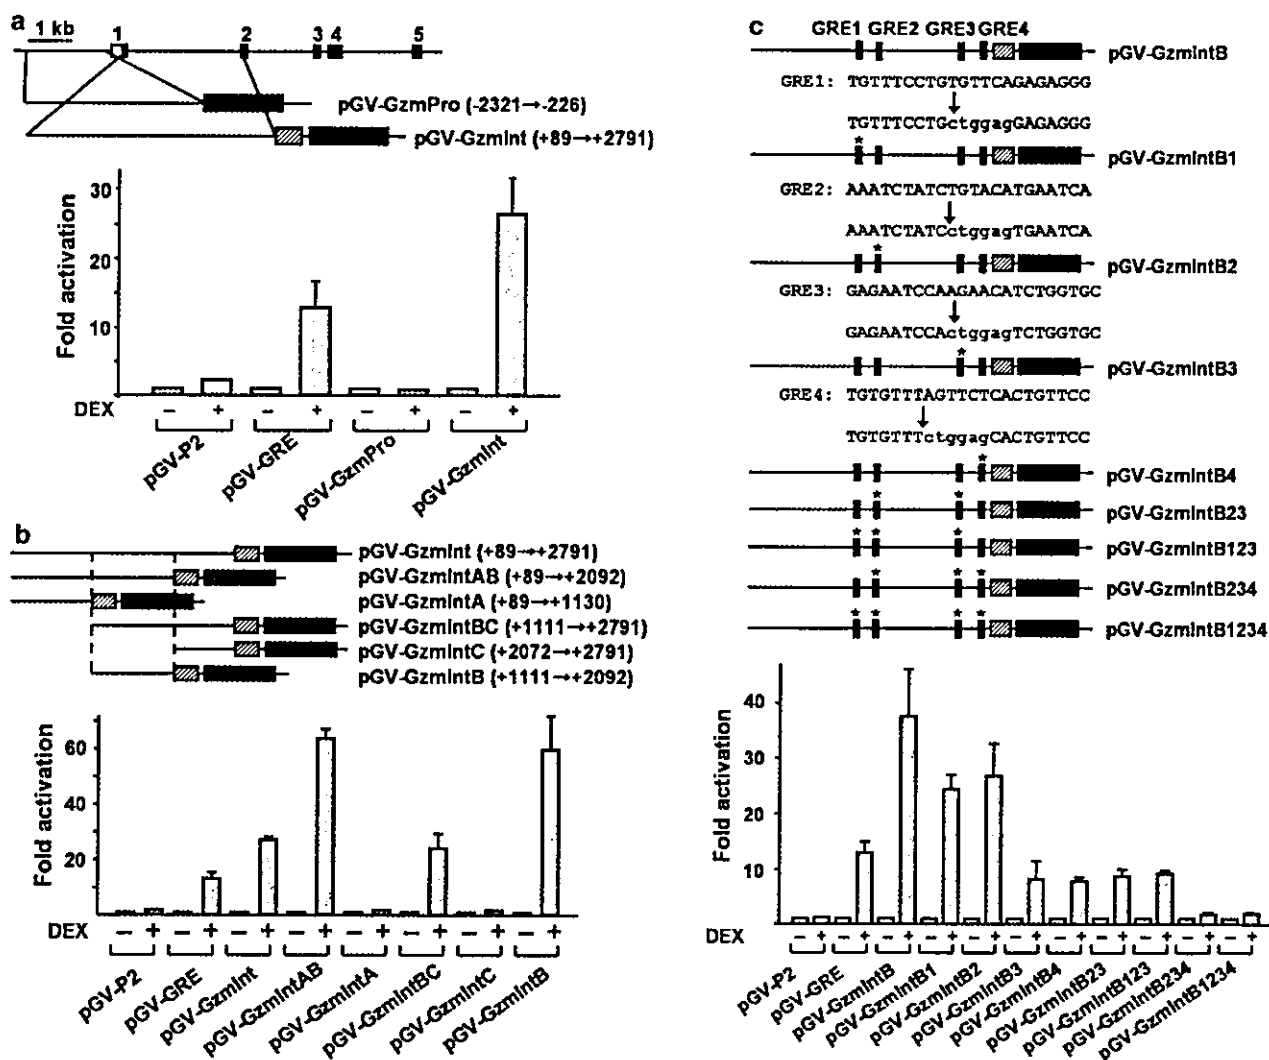 a
1 kb
1 2 3 4 5
pGV-GzmPro (-2321→-226)
pGV-GzmInt (+89→+2791)
Fold activation
30
20
10
DEX
− + − + − + − +
pGV-P2
pGV-GRE
pGV-GzmPro
pGV-GzmInt
b
pGV-GzmInt (+89→+2791)
pGV-GzmIntAB (+89→+2092)
pGV-GzmIntA (+89→+1130)
pGV-GzmIntBC (+1111→+2791)
pGV-GzmIntC (+2072→+2791)
pGV-GzmIntB (+1111→+2092)
Fold activation
60
40
20
DEX
− + − + − + − + − + − + − + − +
pGV-P2
pGV-GRE
pGV-GzmInt
pGV-GzmIntAB
pGV-GzmIntA
pGV-GzmIntBC
pGV-GzmIntC
pGV-GzmIntB
c
GRE1 GRE2 GRE3 GRE4
pGV-GzmIntB
GRE1: TGTTTCCTGTGTTCAGAGAGGG
TGTTTCCTGctggagGAGAGGG
*
pGV-GzmIntB1
GRE2: AAATCTATCTGTACATGAATCA
AAATCTATCctggagTGAATCA
*
pGV-GzmIntB2
GRE3: GAGAATCCAAGAACATCTGGTGC
GAGAATCCActggagTCTGGTGC
*
pGV-GzmIntB3
GRE4: TGTGTTTAGTTCTCACTGTTCC
TGTGTTTctggagCACTGTTCC
*
pGV-GzmIntB4
* *
pGV-GzmIntB23
* * *
pGV-GzmIntB123
* * *
pGV-GzmIntB234
* * * *
pGV-GzmIntB1234
Fold activation
40
30
20
10
DEX
− + − + − + − + − + − + − + − + − + − + − +
pGV-P2
pGV-GRE
pGV-GzmIntB
pGV-GzmIntB1
pGV-GzmIntB2
pGV-GzmIntB3
pGV-GzmIntB4
pGV-GzmIntB23
pGV-GzmIntB123
pGV-GzmIntB234
pGV-GzmIntB1234